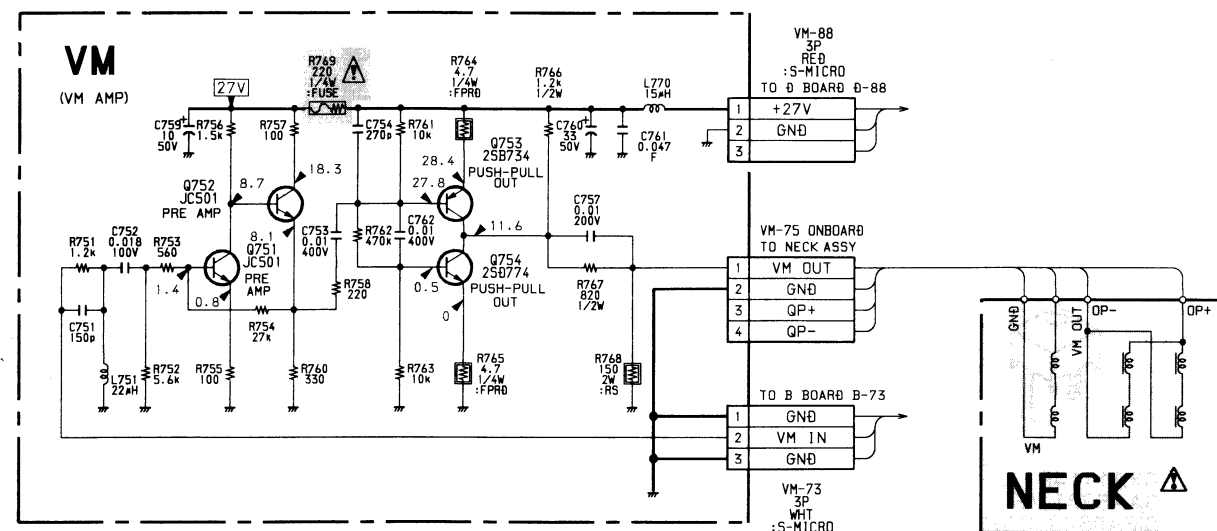 VM
(VM AMP)
27V
R769
220
1/4W
:FUSE
R764
4.7
1/4W
:FPRD
R766
1.2k
1/2W
L770
15μH
VM-88
3P
RED
:S-MICRO
TO D BOARD D-88
1 +27V
2 GND
3
C759
10
50V
R756
1.5k
R757
100
C754
270p
R761
10k
Q753
2SB734
PUSH-PULL
OUT
C760
33
50V
C761
0.047
F
18.3
28.4
27.8
8.7
Q752
JC501
PRE AMP
C757
0.01
200V
11.6
8.1
C753
0.01
400V
R762
470k
C762
0.01
400V
VM-75 ONBOARD
TO NECK ASSY
1 VM OUT
2 GND
3 QP+
4 QP-
R751
1.2k
C752
0.018
100V
R753
560
Q751
JC501
PRE
AMP
1.4
0.8
R758
220
0.5
Q754
2SD774
PUSH-PULL
OUT
0
R767
820
1/2W
C751
150p
R754
27k
L751
22μH
R752
5.6k
R755
100
R760
330
R763
10k
R765
4.7
1/4W
:FPRD
R768
150
2W
:RS
TO B BOARD B-73
1 GND
2 VM IN
3 GND
VM-73
3P
WHT
:S-MICRO
GND
VM OUT
QP-
QP+
VM
NECK